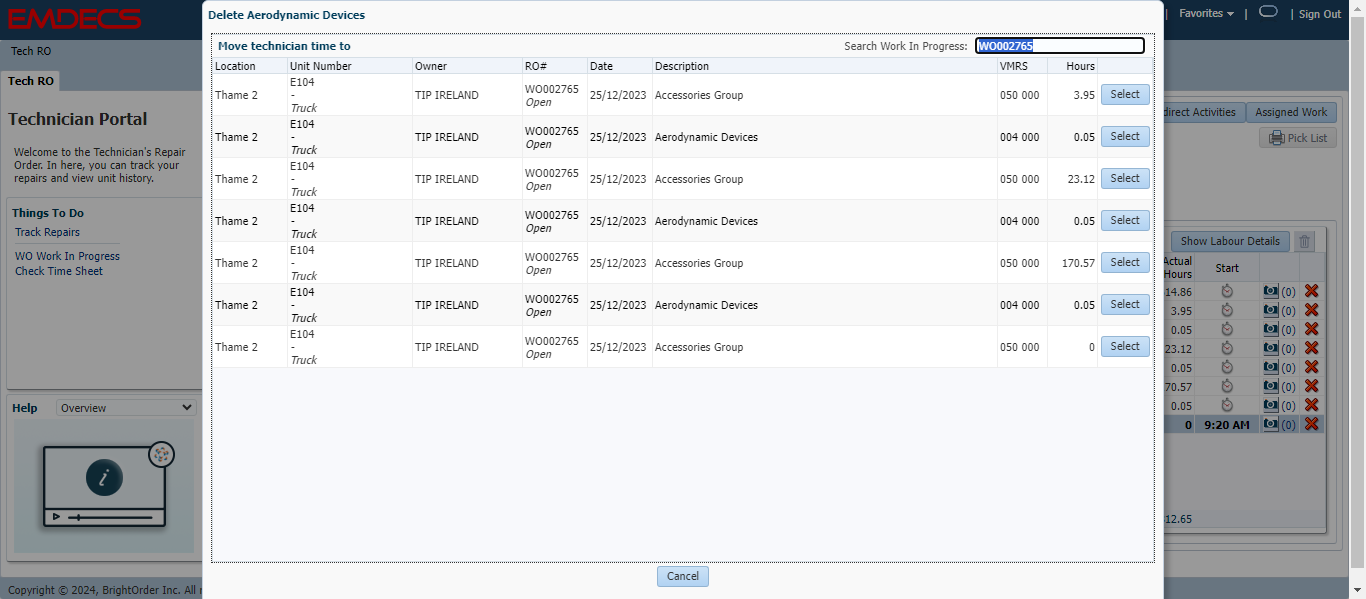 EMDECS
Delete Aerodynamic Devices
| Favorites | | Sign Out
Tech RO
Move technician time to Search Work In Progress: WO002765
Location Unit Number Owner RO# Date Description VMRS Hours
Thame 2 E104 - Truck TIP IRELAND WO002765 Open 25/12/2023 Accessories Group 050 000 3.95 Select
Thame 2 E104 - Truck TIP IRELAND WO002765 Open 25/12/2023 Aerodynamic Devices 004 000 0.05 Select
Thame 2 E104 - Truck TIP IRELAND WO002765 Open 25/12/2023 Accessories Group 050 000 23.12 Select
Thame 2 E104 - Truck TIP IRELAND WO002765 Open 25/12/2023 Aerodynamic Devices 004 000 0.05 Select
Thame 2 E104 - Truck TIP IRELAND WO002765 Open 25/12/2023 Accessories Group 050 000 170.57 Select
Thame 2 E104 - Truck TIP IRELAND WO002765 Open 25/12/2023 Aerodynamic Devices 004 000 0.05 Select
Thame 2 E104 - Truck TIP IRELAND WO002765 Open 25/12/2023 Accessories Group 050 000 0 Select
Cancel
Tech RO
Technician Portal
Welcome to the Technician's Repair
Order. In here, you can track your
repairs and view unit history.
Things To Do
Track Repairs
WO Work In Progress
Check Time Sheet
Help Overview
i
Copyright © 2024, BrightOrder Inc. All
direct Activities Assigned Work
Pick List
Show Labour Details
Actual Hours Start
14.86 (0)
3.95 (0)
0.05 (0)
23.12 (0)
0.05 (0)
70.57 (0)
0.05 (0)
0 9:20 AM (0)
12.65